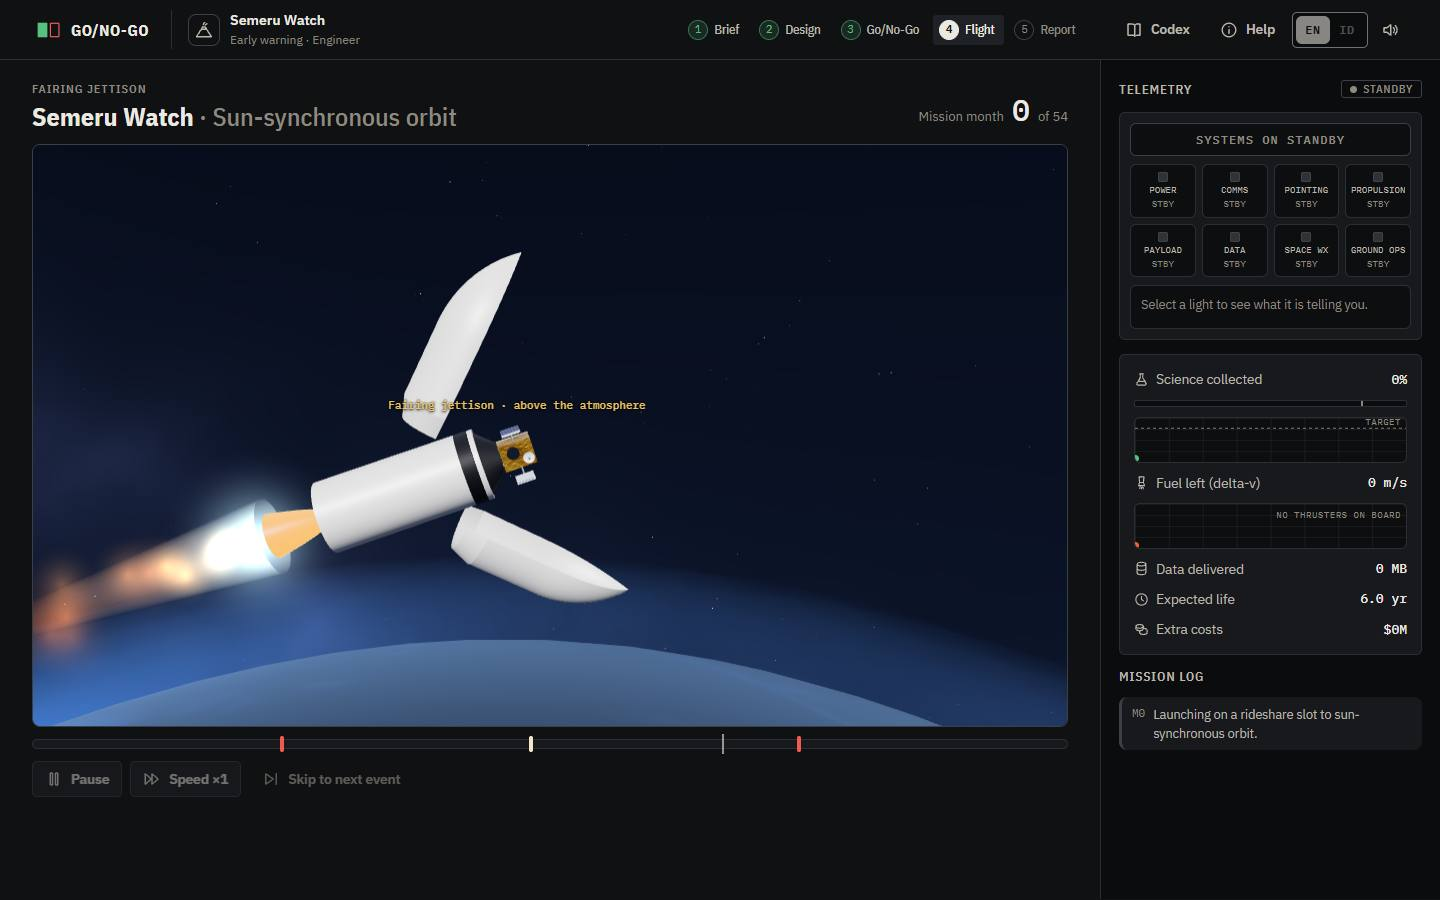 GO/NO-GO
Semeru Watch
Early warning · Engineer
1 Brief
2 Design
3 Go/No-Go
4 Flight
5 Report
Codex
Help
EN ID
FAIRING JETTISON
Semeru Watch · Sun-synchronous orbit
Mission month 0 of 54
Fairing jettison · above the atmosphere
Pause
Speed ×1
Skip to next event
TELEMETRY
STANDBY
SYSTEMS ON STANDBY
POWER COMMS POINTING PROPULSION
STBY STBY STBY STBY
PAYLOAD DATA SPACE WX GROUND OPS
STBY STBY STBY STBY
Select a light to see what it is telling you.
Science collected 0%
TARGET
Fuel left (delta-v) 0 m/s
NO THRUSTERS ON BOARD
Data delivered 0 MB
Expected life 6.0 yr
Extra costs $0M
MISSION LOG
M0 Launching on a rideshare slot to sun-
synchronous orbit.